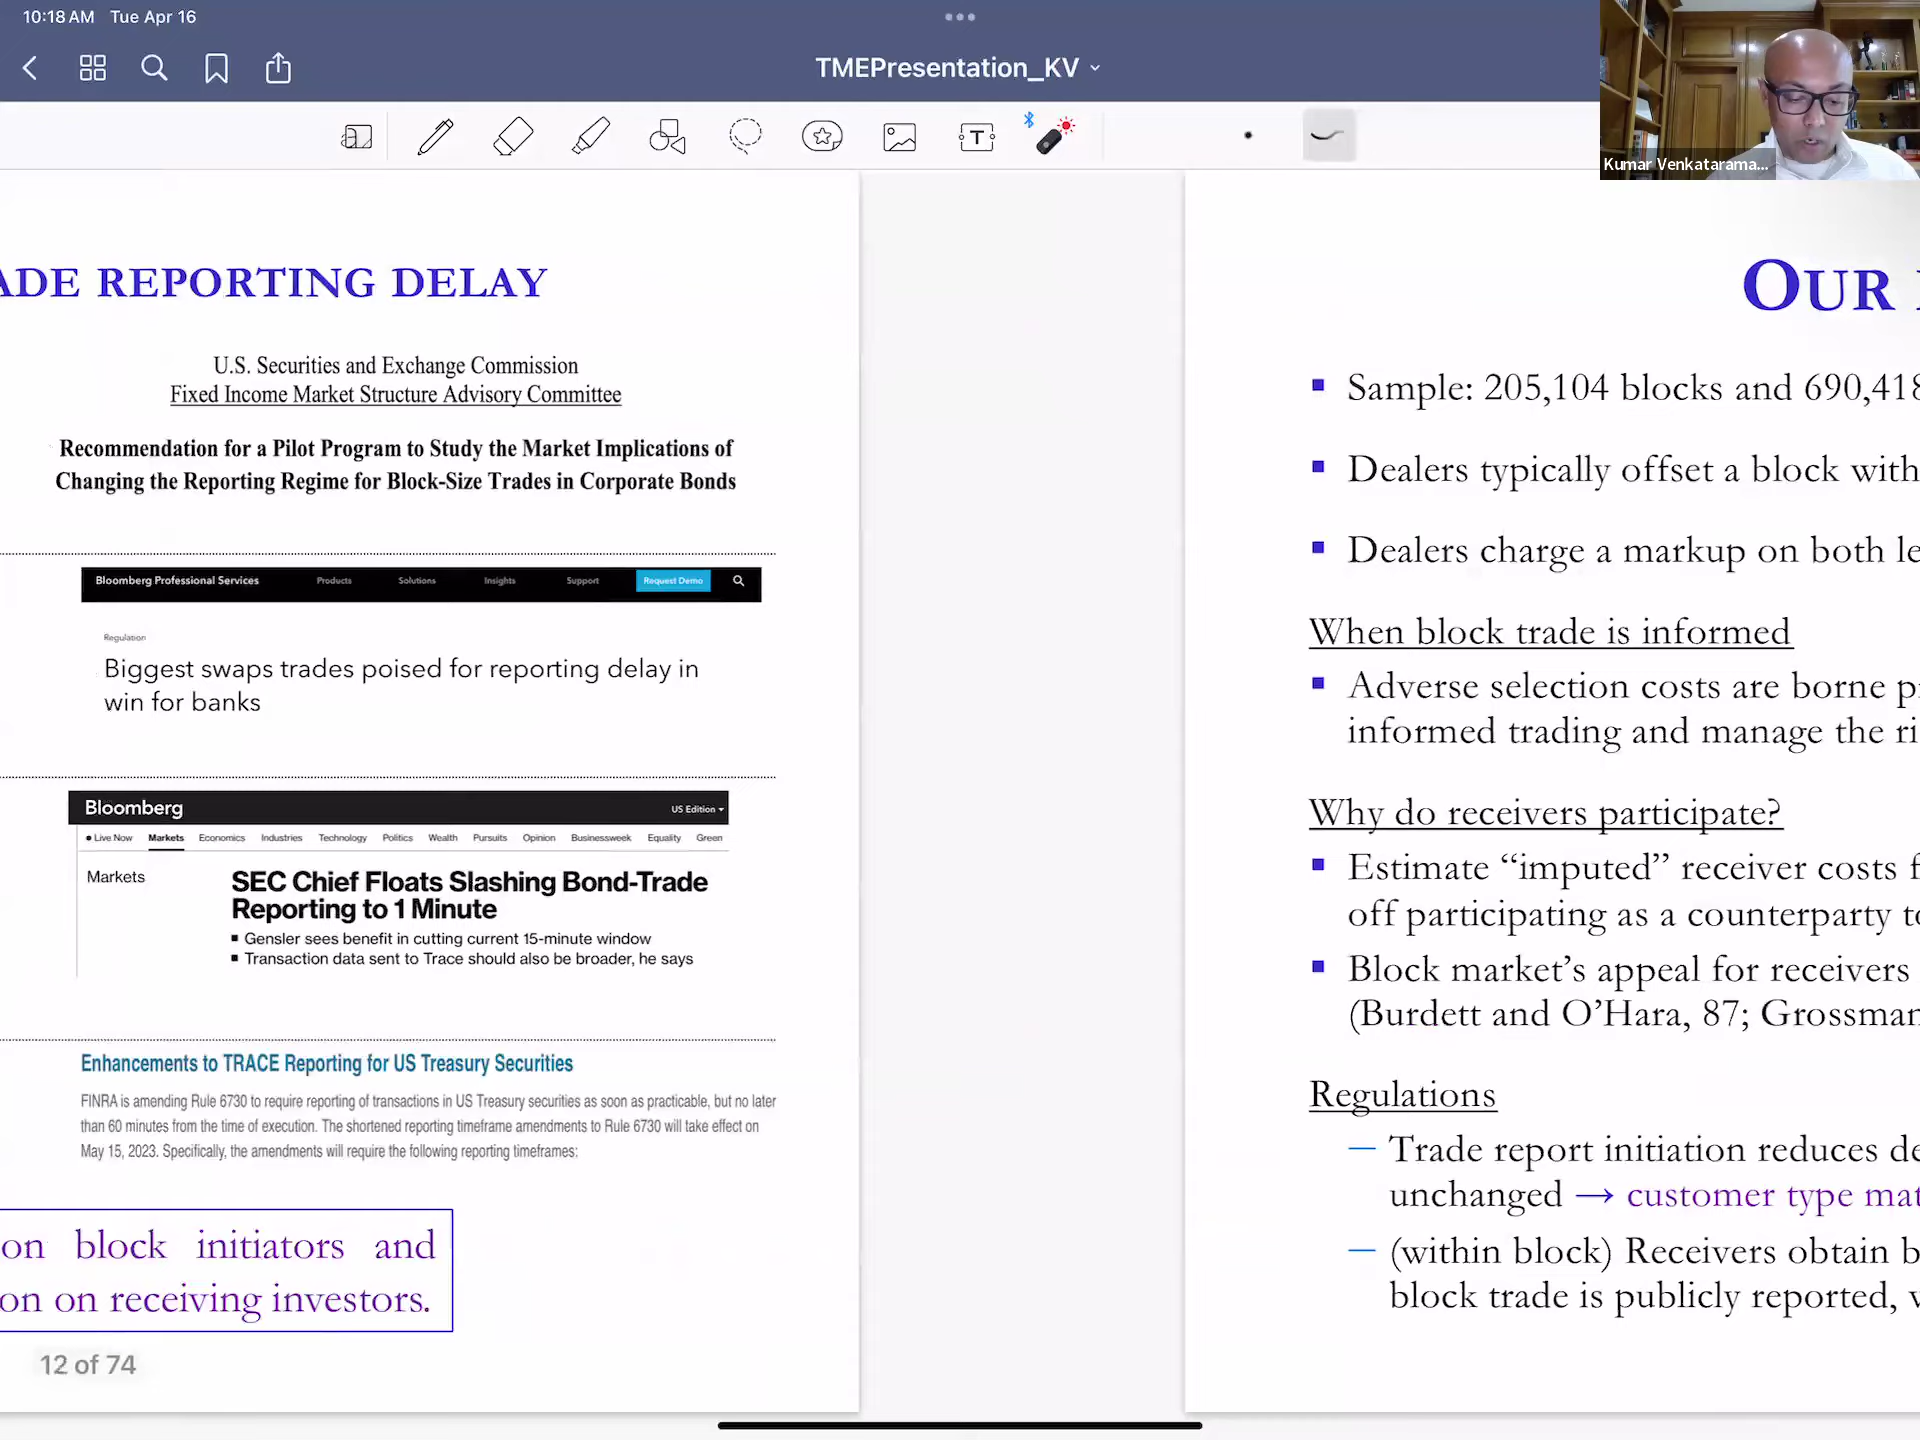 10:18 AM Tue Apr 16
TMEPresentation_KV
Kumar Venkatarama...
ADE REPORTING DELAY
U.S. Securities and Exchange Commission
Fixed Income Market Structure Advisory Committee
Recommendation for a Pilot Program to Study the Market Implications of
Changing the Reporting Regime for Block-Size Trades in Corporate Bonds
Bloomberg Professional Services Products Solutions Insights Support Request Demo
Regulation
Biggest swaps trades poised for reporting delay in
win for banks
Bloomberg US Edition
Live Now Markets Economics Industries Technology Politics Wealth Pursuits Opinion Businessweek Equality Green
Markets
SEC Chief Floats Slashing Bond-Trade
Reporting to 1 Minute
▪ Gensler sees benefit in cutting current 15-minute window
▪ Transaction data sent to Trace should also be broader, he says
Enhancements to TRACE Reporting for US Treasury Securities
FINRA is amending Rule 6730 to require reporting of transactions in US Treasury securities as soon as practicable, but no later
than 60 minutes from the time of execution. The shortened reporting timeframe amendments to Rule 6730 will take effect on
May 15, 2023. Specifically, the amendments will require the following reporting timeframes:
on block initiators and
on on receiving investors.
12 of 74
OUR
▪ Sample: 205,104 blocks and 690,418
▪ Dealers typically offset a block with
▪ Dealers charge a markup on both le
When block trade is informed
▪ Adverse selection costs are borne p
informed trading and manage the ri
Why do receivers participate?
▪ Estimate “imputed” receiver costs f
off participating as a counterparty to
▪ Block market’s appeal for receivers
(Burdett and O’Hara, 87; Grossman
Regulations
— Trade report initiation reduces de
unchanged → customer type mat
— (within block) Receivers obtain b
block trade is publicly reported, v